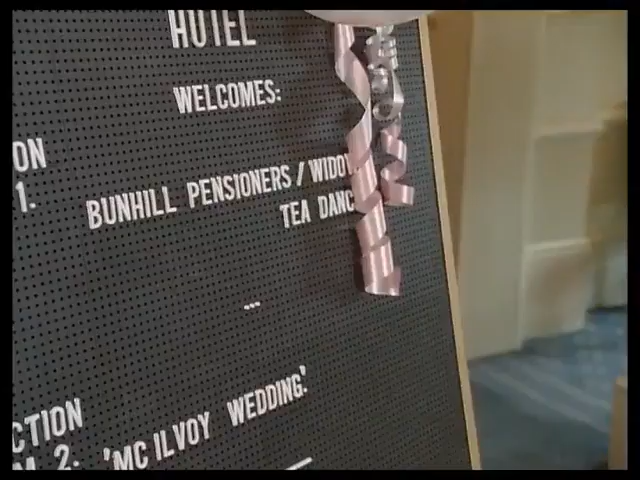 HOTEL
WELCOMES:
ON
1.
BUNHILL PENSIONERS / WIDOW
TEA DANC
...
CTION
M 2. 'MC ILVOY WEDDING.'